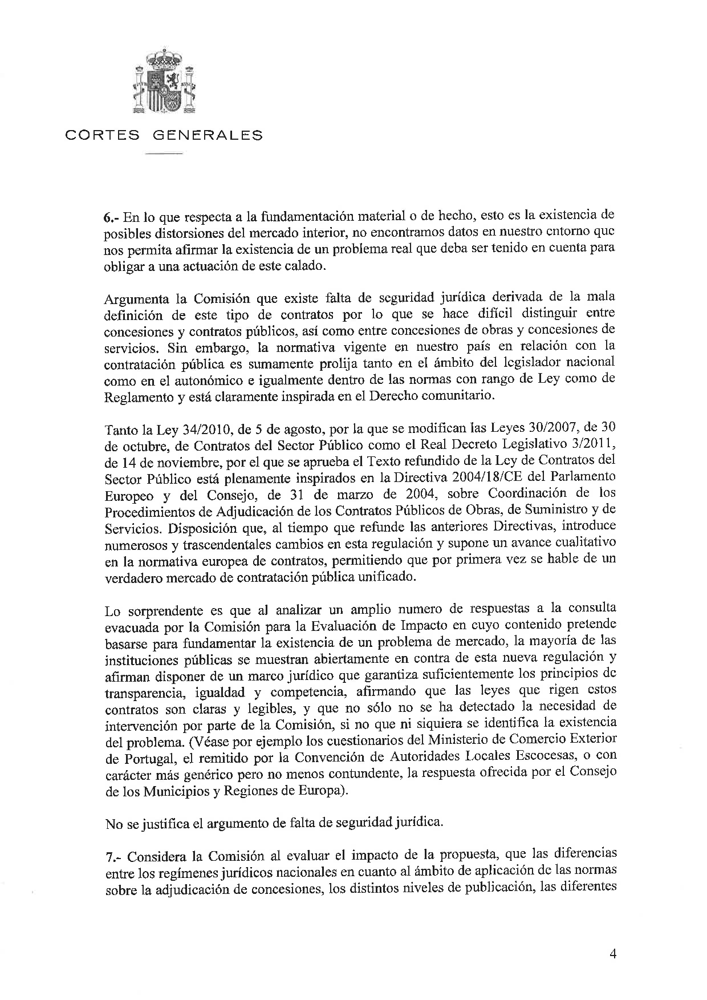 CORTES GENERALES
6.- En lo que respecta a la fundamentación material o de hecho, esto es la existencia de
posibles distorsiones del mercado interior, no encontramos datos en nuestro entorno que
nos permita afirmar la existencia de un problema real que deba ser tenido en cuenta para
obligar a una actuación de este calado.
Argumenta la Comisión que existe falta de seguridad jurídica derivada de la mala
definición de este tipo de contratos por lo que se hace difícil distinguir entre
concesiones y contratos públicos, así como entre concesiones de obras y concesiones de
servicios. Sin embargo, la normativa vigente en nuestro país en relación con la
contratación pública es sumamente prolija tanto en el ámbito del legislador nacional
como en el autonómico e igualmente dentro de las normas con rango de Ley como de
Reglamento y está claramente inspirada en el Derecho comunitario.
Tanto la Ley 34/2010, de 5 de agosto, por la que se modifican las Leyes 30/2007, de 30
de octubre, de Contratos del Sector Público como el Real Decreto Legislativo 3/2011,
de 14 de noviembre, por el que se aprueba el Texto refundido de la Ley de Contratos del
Sector Público está plenamente inspirados en la Directiva 2004/18/CE del Parlamento
Europeo y del Consejo, de 31 de marzo de 2004, sobre Coordinación de los
Procedimientos de Adjudicación de los Contratos Públicos de Obras, de Suministro y de
Servicios. Disposición que, al tiempo que refunde las anteriores Directivas, introduce
numerosos y trascendentales cambios en esta regulación y supone un avance cualitativo
en la normativa europea de contratos, permitiendo que por primera vez se hable de un
verdadero mercado de contratación pública unificado.
Lo sorprendente es que al analizar un amplio numero de respuestas a la consulta
evacuada por la Comisión para la Evaluación de Impacto en cuyo contenido pretende
basarse para fundamentar la existencia de un problema de mercado, la mayoría de las
instituciones públicas se muestran abiertamente en contra de esta nueva regulación y
afirman disponer de un marco jurídico que garantiza suficientemente los principios de
transparencia, igualdad y competencia, afirmando que las leyes que rigen estos
contratos son claras y legibles, y que no sólo no se ha detectado la necesidad de
intervención por parte de la Comisión, si no que ni siquiera se identifica la existencia
del problema. (Véase por ejemplo los cuestionarios del Ministerio de Comercio Exterior
de Portugal, el remitido por la Convención de Autoridades Locales Escocesas, o con
carácter más genérico pero no menos contundente, la respuesta ofrecida por el Consejo
de los Municipios y Regiones de Europa).
No se justifica el argumento de falta de seguridad jurídica.
7.- Considera la Comisión al evaluar el impacto de la propuesta, que las diferencias
entre los regímenes jurídicos nacionales en cuanto al ámbito de aplicación de las normas
sobre la adjudicación de concesiones, los distintos niveles de publicación, las diferentes
4